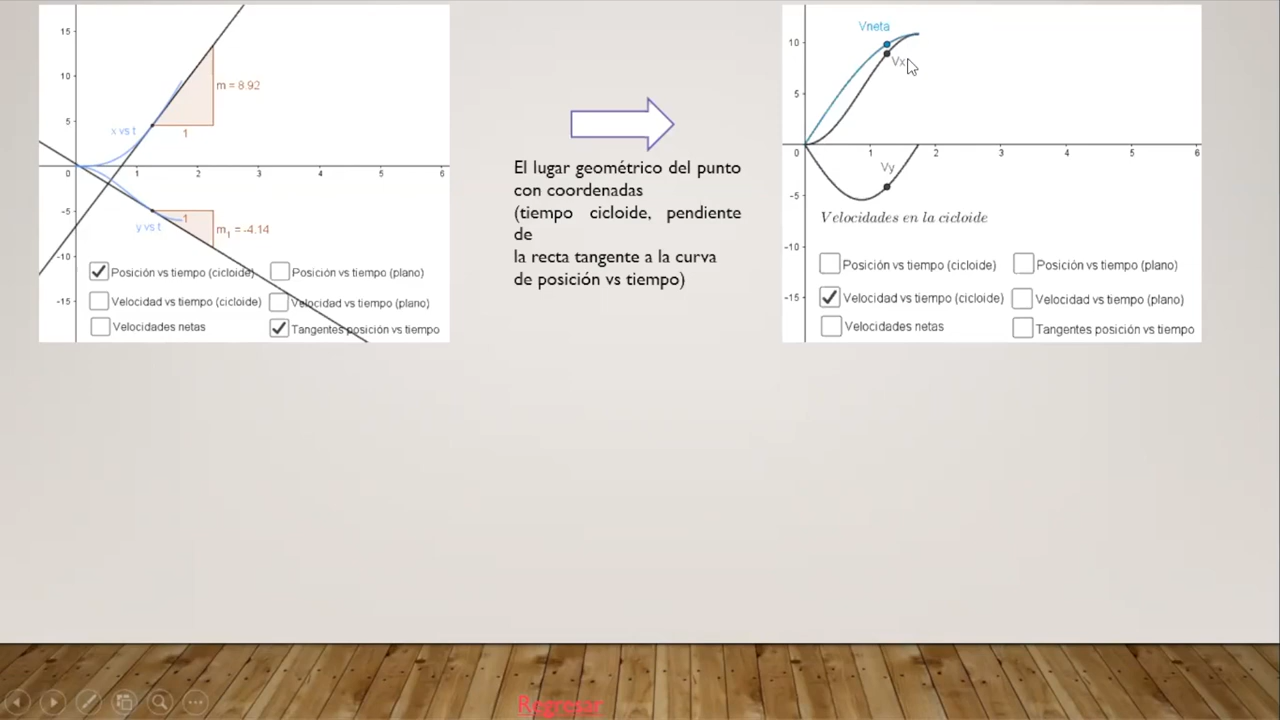 15
10
5
0
1
2
3
4
5
6
-5
-10
-15
m = 8.92
x vs t
1
1
y vs t
m1 = -4.14
Posición vs tiempo (cicloide)
Posición vs tiempo (plano)
Velocidad vs tiempo (cicloide)
Velocidad vs tiempo (plano)
Velocidades netas
Tangentes posición vs tiempo
El lugar geométrico del punto
con coordenadas
(tiempo cicloide, pendiente
de
la recta tangente a la curva
de posición vs tiempo)
Vneta
10
Vx
5
0
1
2
3
4
5
6
Vy
-5
Velocidades en la cicloide
-10
Posición vs tiempo (cicloide)
Posición vs tiempo (plano)
-15
Velocidad vs tiempo (cicloide)
Velocidad vs tiempo (plano)
Velocidades netas
Tangentes posición vs tiempo
Regresar